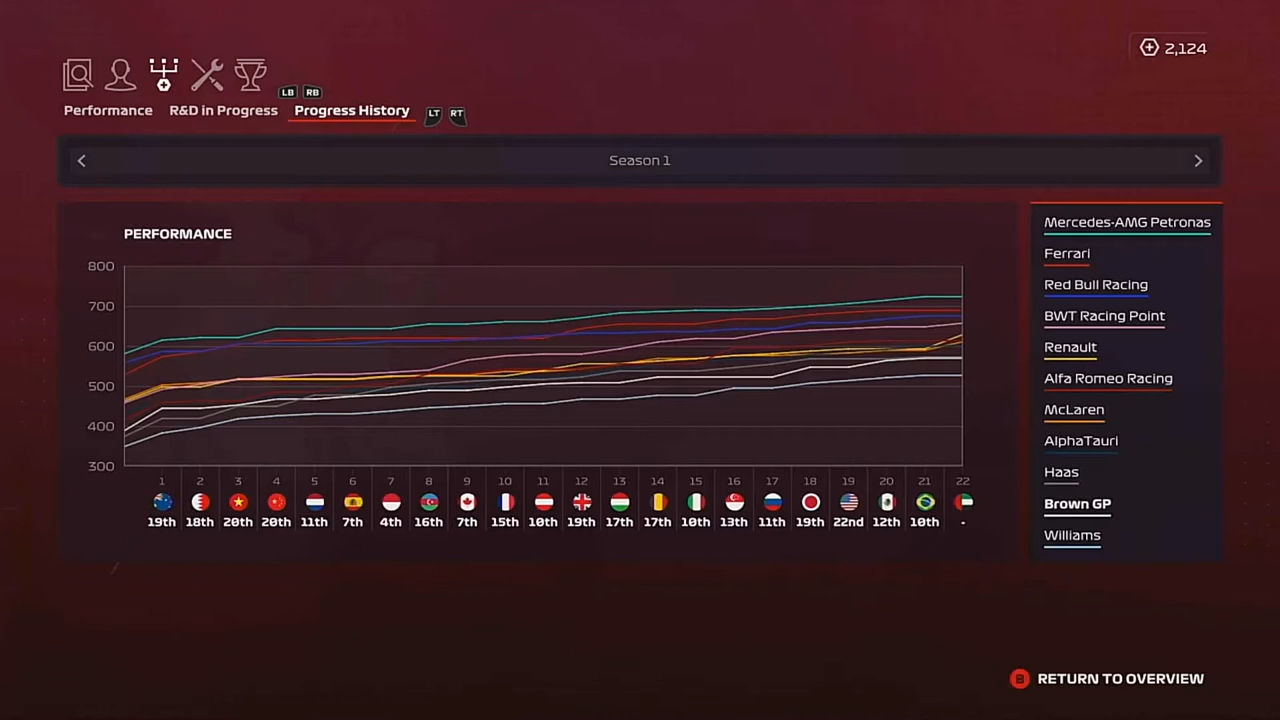 2,124
LB RB
Performance R&D in Progress Progress History LT RT
Season 1
PERFORMANCE
800
700
600
500
400
300
1 2 3 4 5 6 7 8 9 10 11 12 13 14 15 16 17 18 19 20 21 22
19th 18th 20th 20th 11th 7th 4th 16th 7th 15th 10th 19th 17th 17th 10th 13th 11th 19th 22nd 12th 10th -
Mercedes-AMG Petronas
Ferrari
Red Bull Racing
BWT Racing Point
Renault
Alfa Romeo Racing
McLaren
AlphaTauri
Haas
Brown GP
Williams
B RETURN TO OVERVIEW